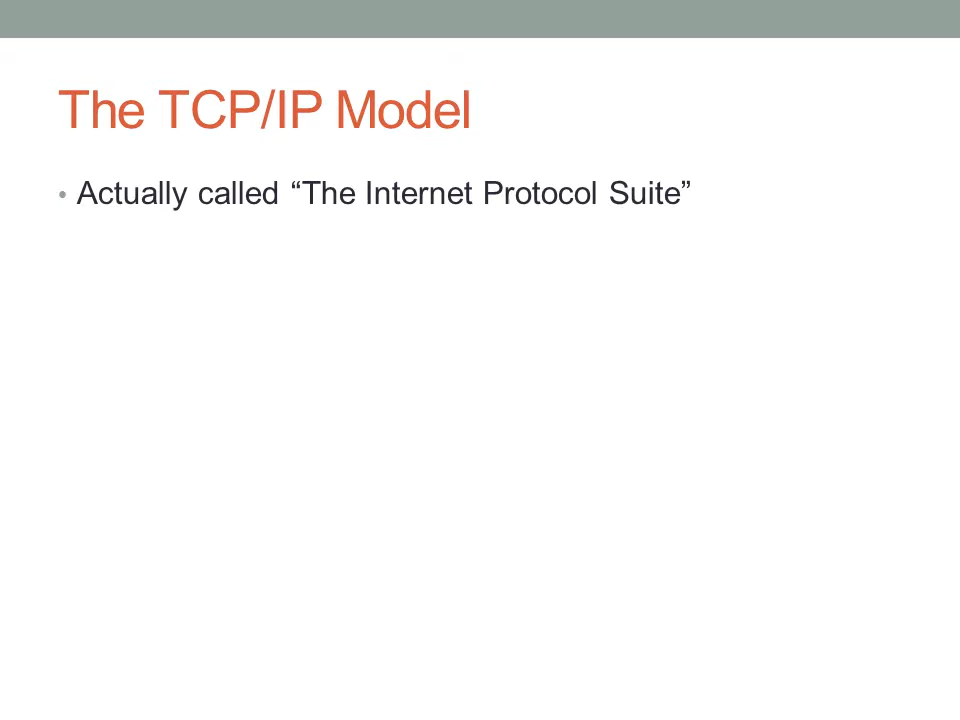 The TCP/IP Model
• Actually called “The Internet Protocol Suite”